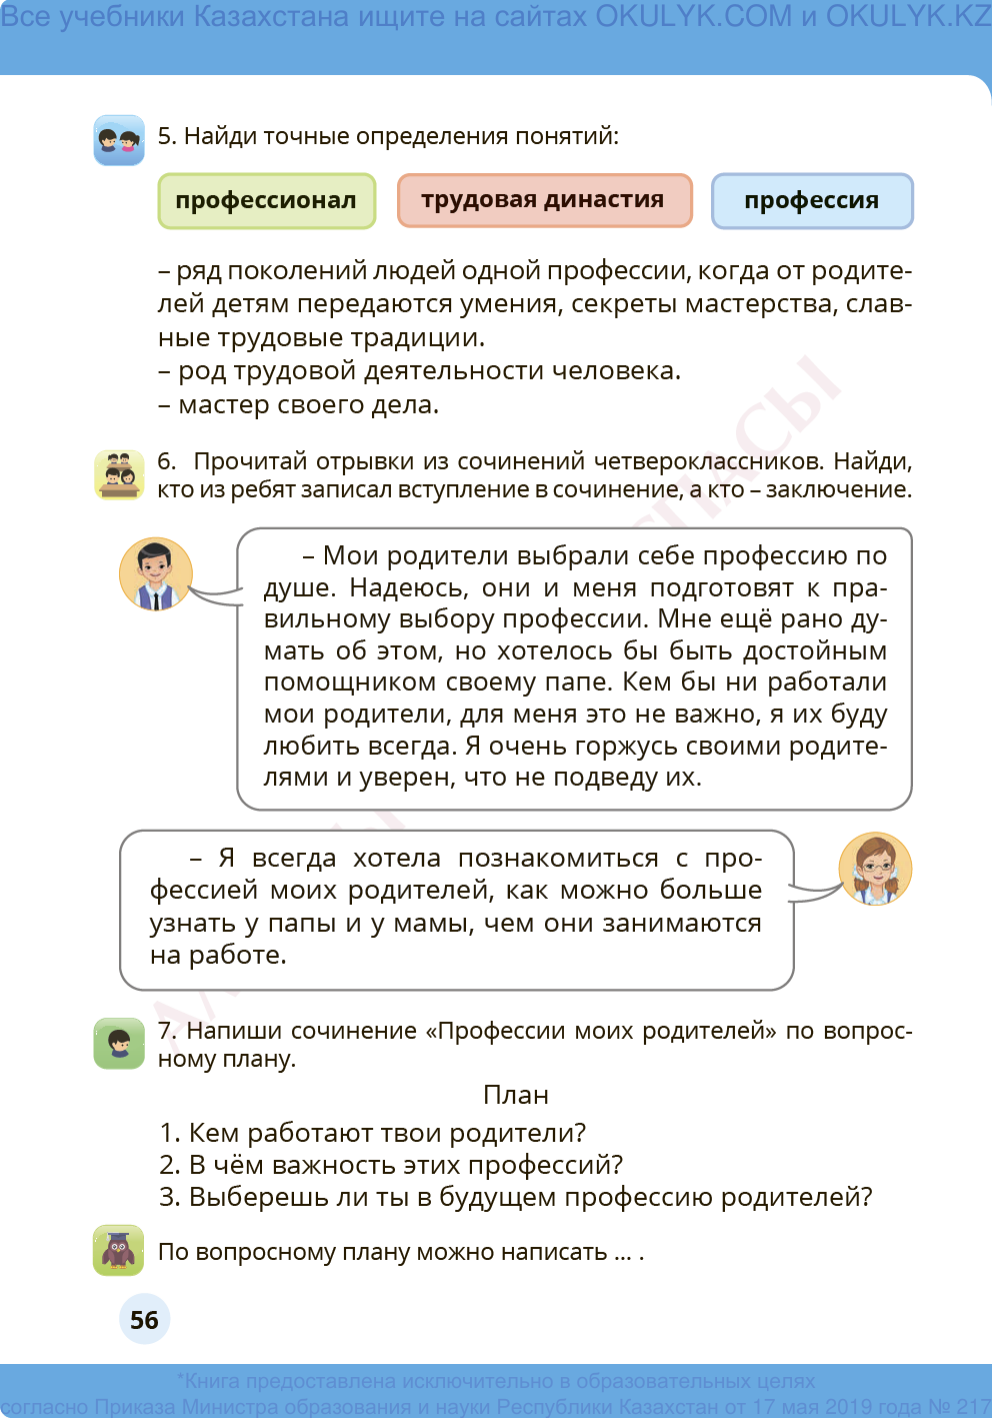 Все учебники Казахстана ищите на сайтах OKULYK.COM и OKULYK.KZ
5. Найди точные определения понятий:
профессионал
трудовая династия
профессия
– ряд поколений людей одной профессии, когда от родите-
лей детям передаются умения, секреты мастерства, слав-
ные трудовые традиции.
– род трудовой деятельности человека.
– мастер своего дела.
6. Прочитай отрывки из сочинений четвероклассников. Найди,
кто из ребят записал вступление в сочинение, а кто – заключение.
– Мои родители выбрали себе профессию по
душе. Надеюсь, они и меня подготовят к пра-
вильному выбору профессии. Мне ещё рано ду-
мать об этом, но хотелось бы быть достойным
помощником своему папе. Кем бы ни работали
мои родители, для меня это не важно, я их буду
любить всегда. Я очень горжусь своими родите-
лями и уверен, что не подведу их.
– Я всегда хотела познакомиться с про-
фессией моих родителей, как можно больше
узнать у папы и у мамы, чем они занимаются
на работе.
7. Напиши сочинение «Профессии моих родителей» по вопрос-
ному плану.
План
1. Кем работают твои родители?
2. В чём важность этих профессий?
3. Выберешь ли ты в будущем профессию родителей?
По вопросному плану можно написать ... .
56
*Книга предоставлена исключительно в образовательных целях
согласно Приказа Министра образования и науки Республики Казахстан от 17 мая 2019 года № 217